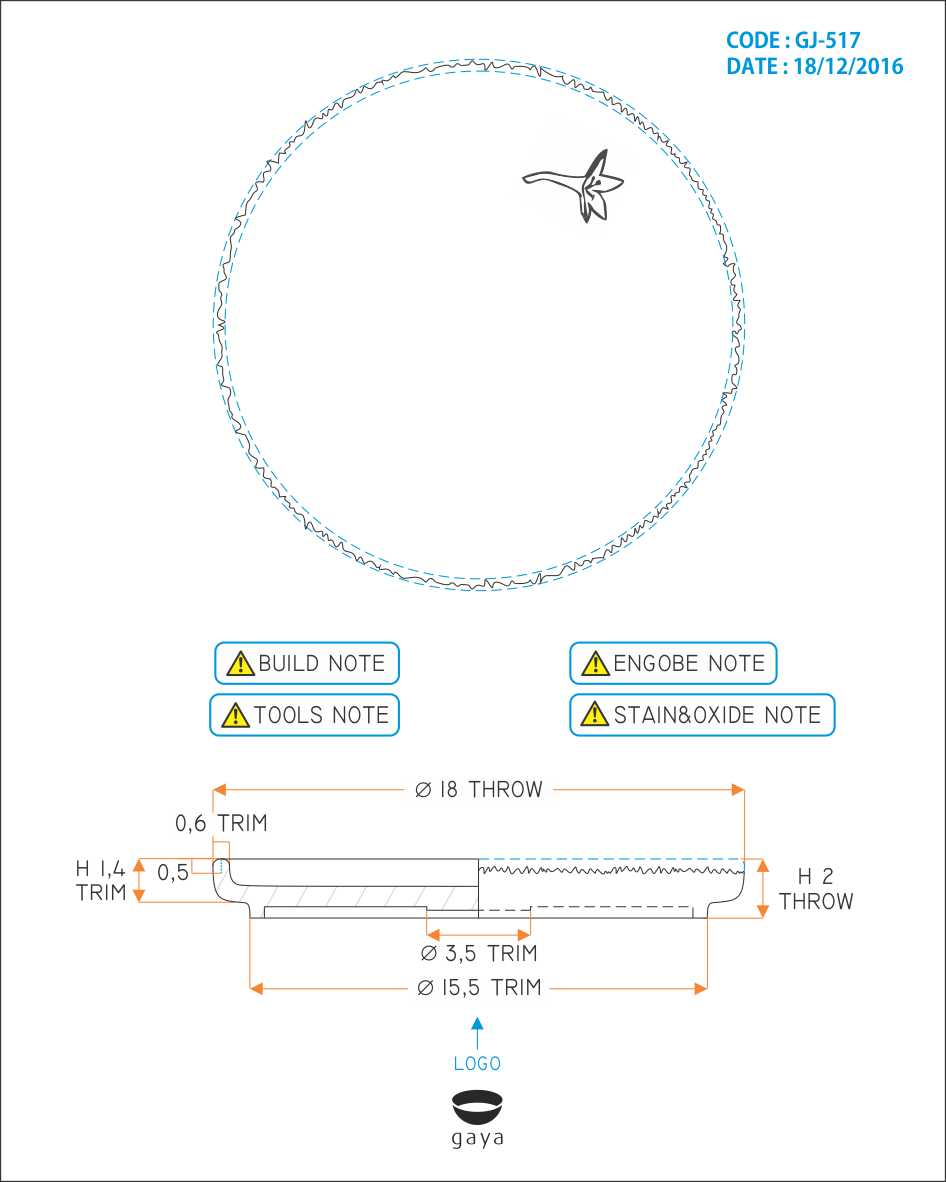 CODE : GJ-517
DATE : 18/12/2016
BUILD NOTE
ENGOBE NOTE
TOOLS NOTE
STAIN&OXIDE NOTE
Ø 18 THROW
0,6 TRIM
H 1,4
TRIM
0,5
H 2
THROW
Ø 3,5 TRIM
Ø 15,5 TRIM
LOGO
gaya